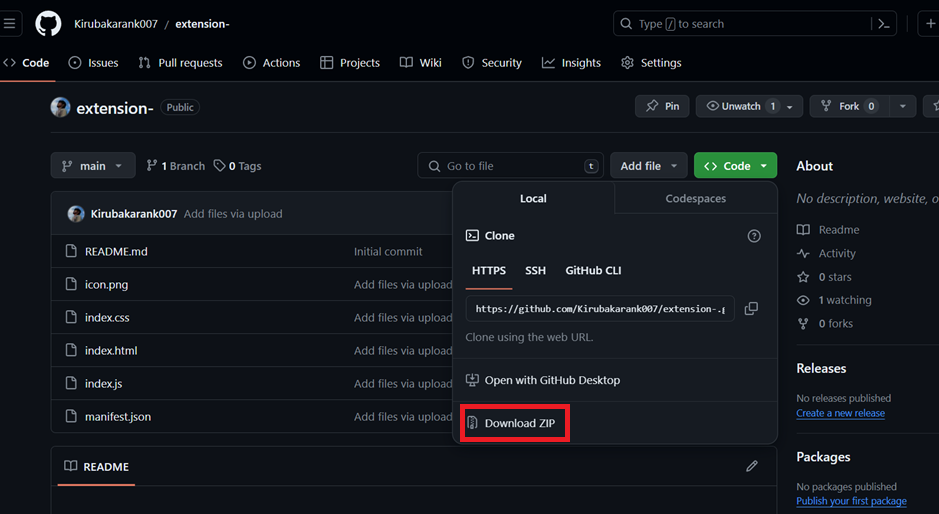 Kirubakarank007 / extension-
Type / to search
Code Issues Pull requests Actions Projects Wiki Security Insights Settings
extension- Public
Pin Unwatch 1 Fork 0
main 1 Branch 0 Tags Go to file t Add file Code
Kirubakarank007 Add files via upload
README.md Initial commit
icon.png Add files via upload
index.css Add files via upload
index.html Add files via upload
index.js Add files via upload
manifest.json Add files via upload
README
Local Codespaces
Clone
HTTPS SSH GitHub CLI
https://github.com/Kirubakarank007/extension-.g
Clone using the web URL.
Open with GitHub Desktop
Download ZIP
About
No description, website, o
Readme
Activity
0 stars
1 watching
0 forks
Releases
No releases published
Create a new release
Packages
No packages published
Publish your first package